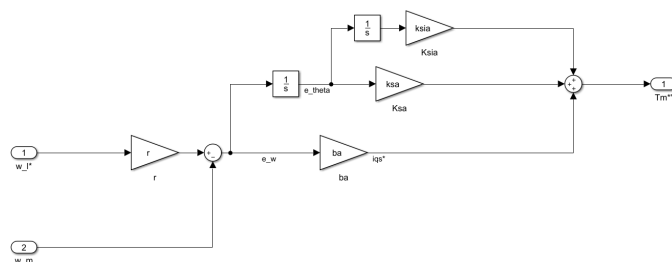 1
s
ksia
Ksia
1
s
e_theta
ksa
Ksa
+
+
+
1
Tm*'
1
w_l*
r
r
+
−
e_w
ba
ba
iqs*
2
w_m